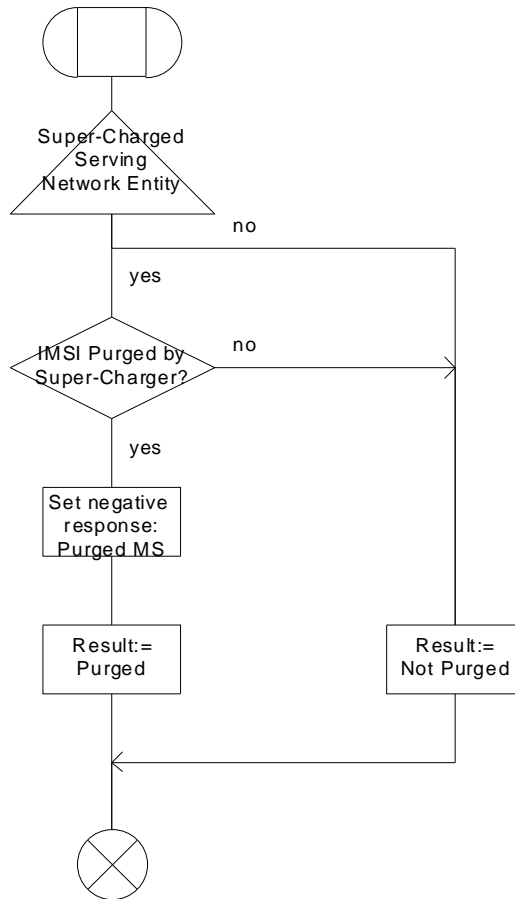 Super-Charged
Serving
Network Entity
no
yes
IMSI Purged by
Super-Charger?
no
yes
Set negative
response:
Purged MS
Result:=
Purged
Result:=
Not Purged